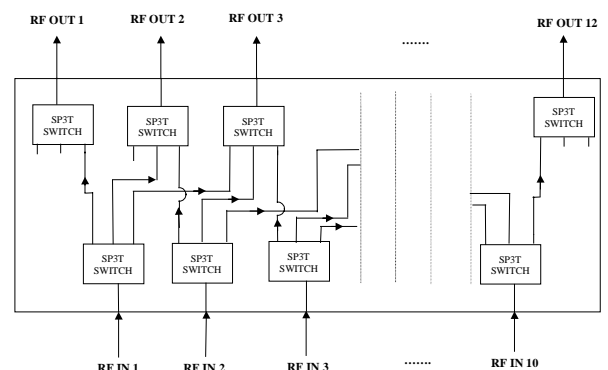 RF OUT 1 RF OUT 2 RF OUT 3 ....... RF OUT 12
SP3T SWITCH
SP3T SWITCH
SP3T SWITCH
SP3T SWITCH
SP3T SWITCH
SP3T SWITCH
SP3T SWITCH
SP3T SWITCH
RF IN 1 RF IN 2 RF IN 3 ....... RF IN 10